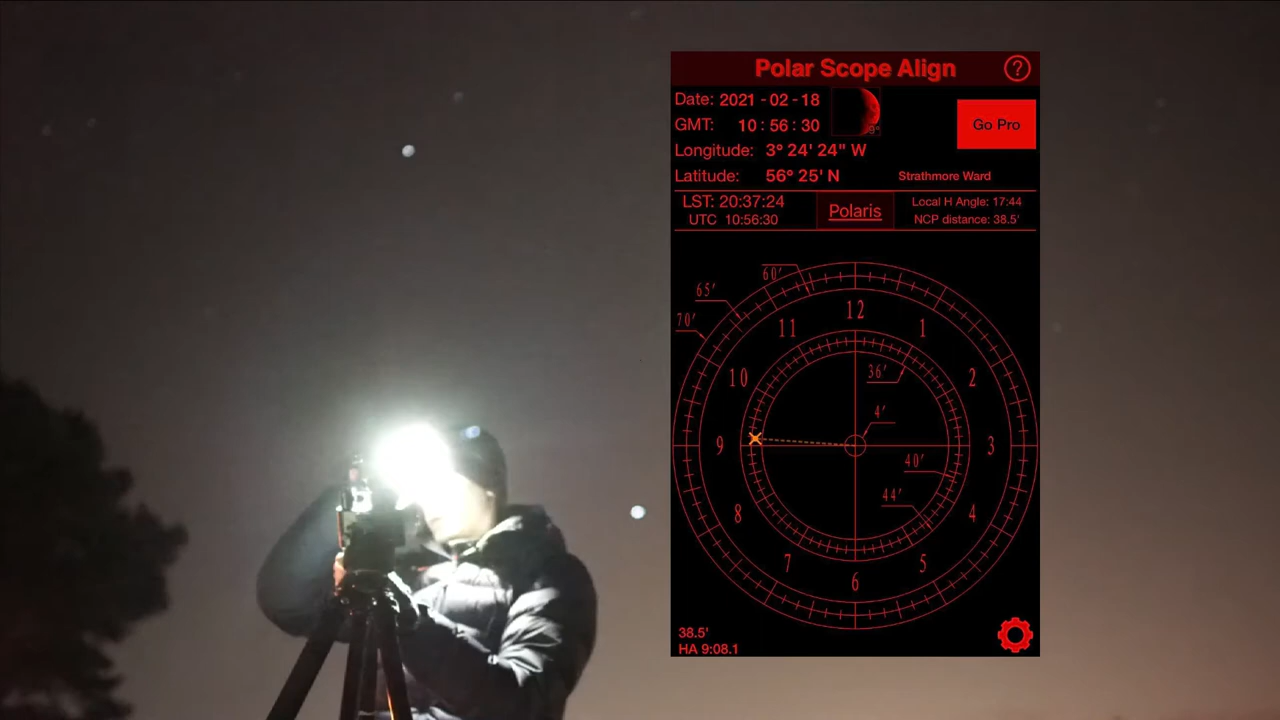 Polar Scope Align ?
Date: 2021 - 02 - 18
GMT: 10 : 56 : 30
Go Pro
Longitude: 3° 24' 24" W
Latitude: 56° 25' N
Strathmore Ward
LST: 20:37:24
UTC 10:56:30
Polaris
Local H Angle: 17:44
NCP distance: 38.5'
60'
65'
70'
12
11
1
36'
10
2
4'
9
3
40'
44'
8
4
7
5
6
38.5'
HA 9:08.1